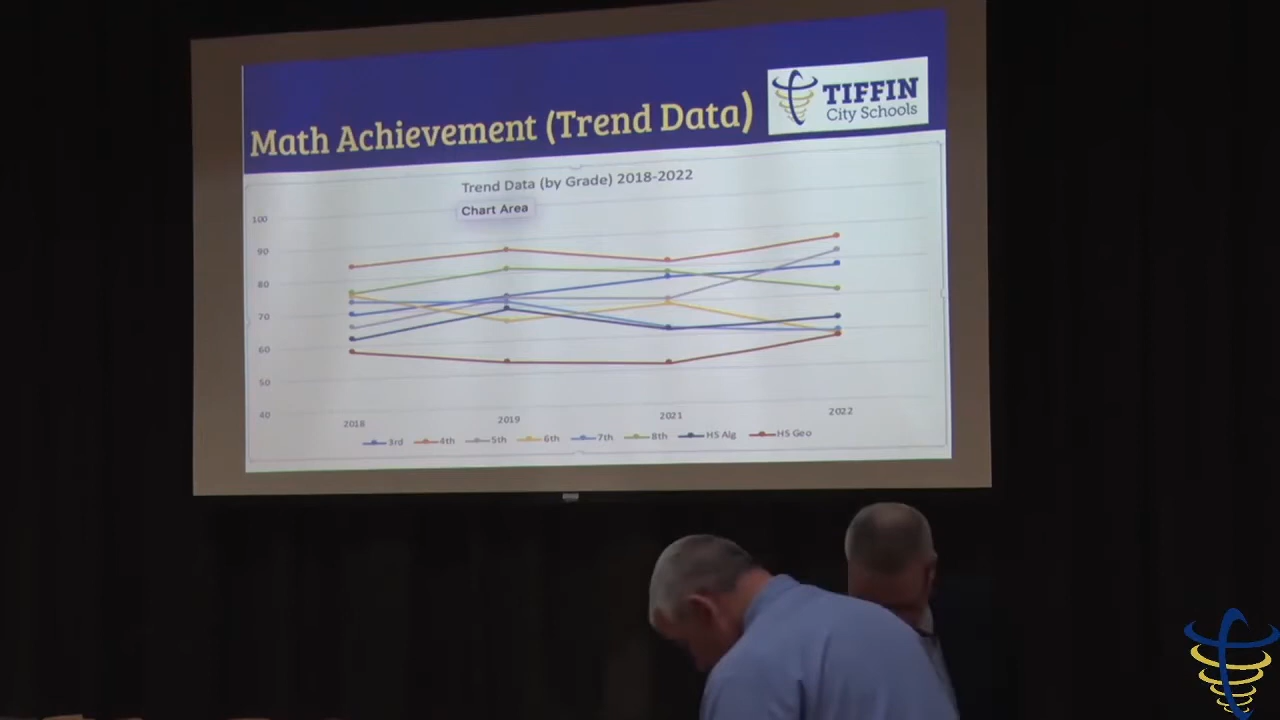 Math Achievement (Trend Data)
TIFFIN
City Schools
Trend Data (by Grade) 2018-2022
Chart Area
100
90
80
70
60
50
40
2018 2019 2021 2022
3rd 4th 5th 6th 7th 8th HS Alg HS Geo